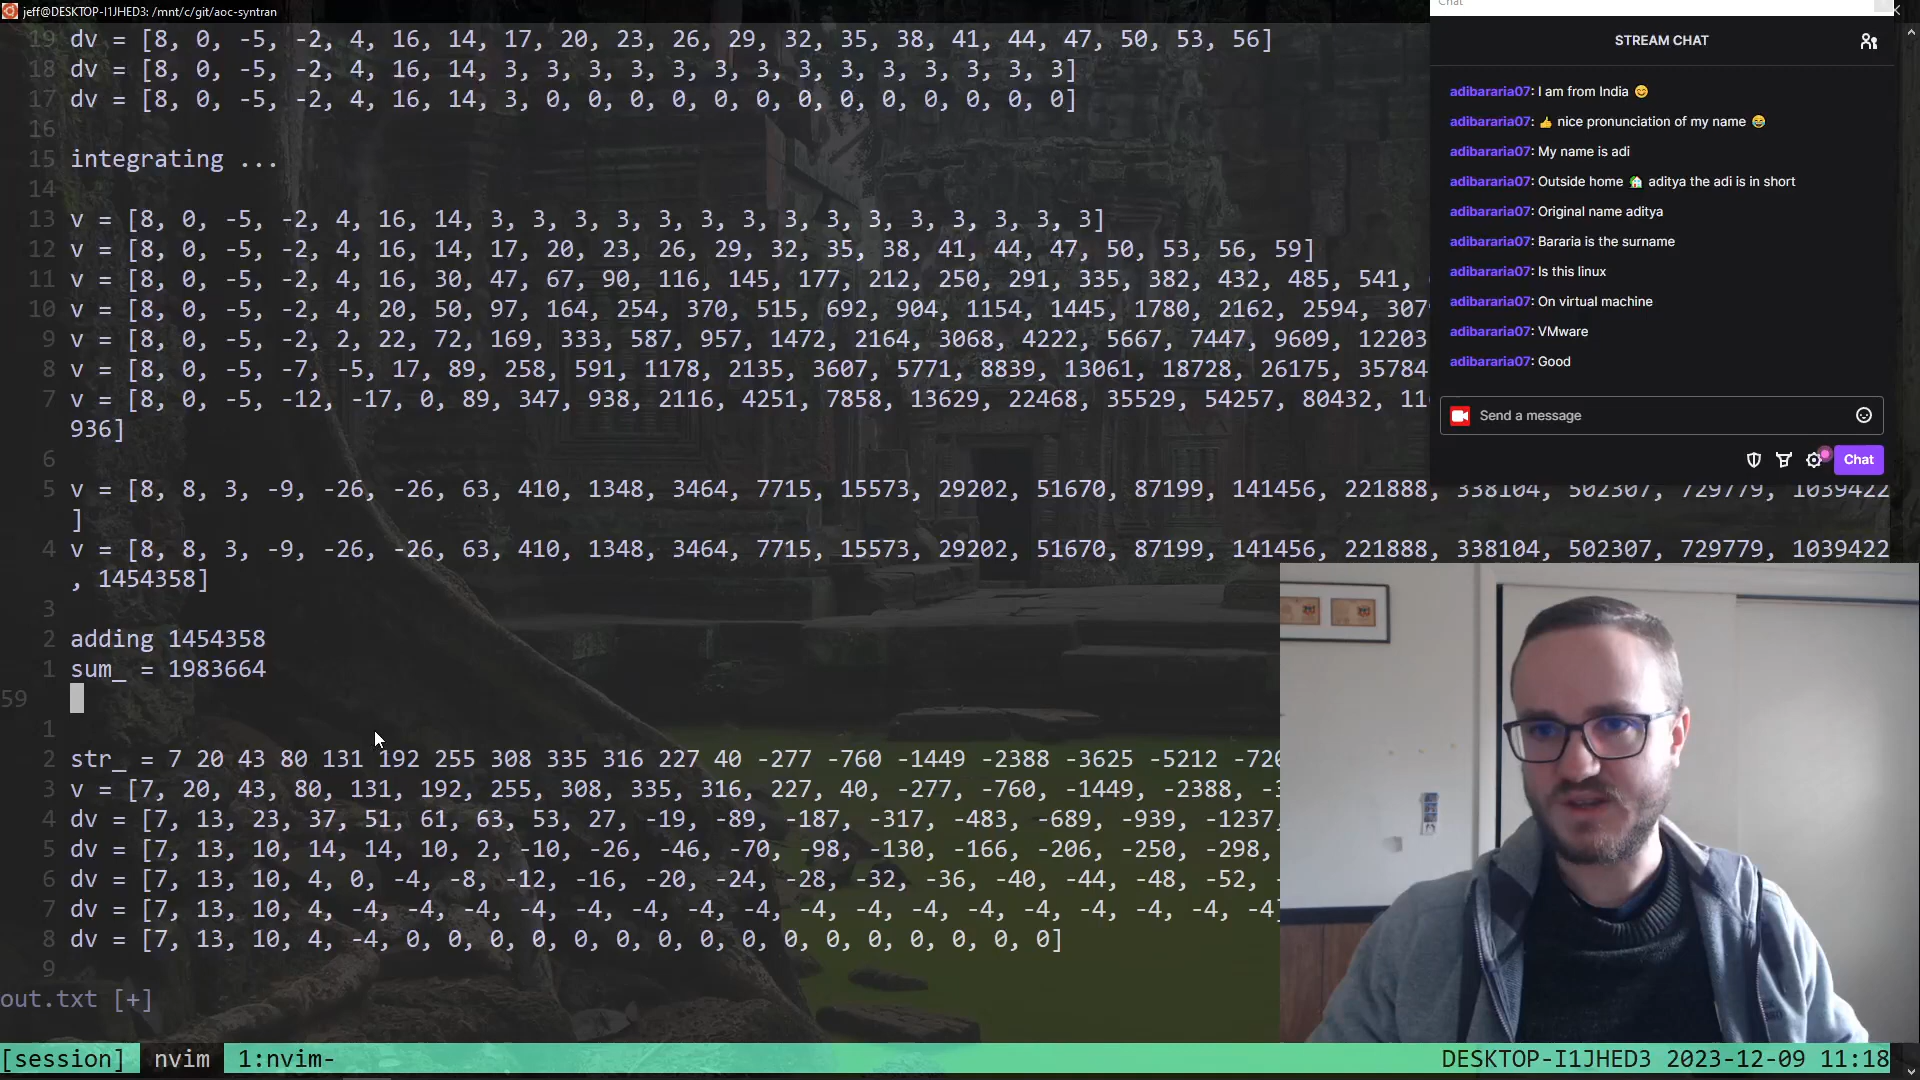 jeff@DESKTOP-I1JHED3: /mnt/c/git/aoc-syntran
19 dv = [8, 0, -5, -2, 4, 16, 14, 17, 20, 23, 26, 29, 32, 35, 38, 41, 44, 47, 50, 53, 56]
18 dv = [8, 0, -5, -2, 4, 16, 14, 3, 3, 3, 3, 3, 3, 3, 3, 3, 3, 3, 3, 3]
17 dv = [8, 0, -5, -2, 4, 16, 14, 3, 0, 0, 0, 0, 0, 0, 0, 0, 0, 0, 0, 0]
16
15 integrating ...
14
13 v = [8, 0, -5, -2, 4, 16, 14, 3, 3, 3, 3, 3, 3, 3, 3, 3, 3, 3, 3, 3, 3]
12 v = [8, 0, -5, -2, 4, 16, 14, 17, 20, 23, 26, 29, 32, 35, 38, 41, 44, 47, 50, 53, 56, 59]
11 v = [8, 0, -5, -2, 4, 16, 30, 47, 67, 90, 116, 145, 177, 212, 250, 291, 335, 382, 432, 485, 541,
10 v = [8, 0, -5, -2, 4, 20, 50, 97, 164, 254, 370, 515, 692, 904, 1154, 1445, 1780, 2162, 2594, 307
9 v = [8, 0, -5, -2, 2, 22, 72, 169, 333, 587, 957, 1472, 2164, 3068, 4222, 5667, 7447, 9609, 12203
8 v = [8, 0, -5, -7, -5, 17, 89, 258, 591, 1178, 2135, 3607, 5771, 8839, 13061, 18728, 26175, 35784
7 v = [8, 0, -5, -12, -17, 0, 89, 347, 938, 2116, 4251, 7858, 13629, 22468, 35529, 54257, 80432, 11
936]
6
5 v = [8, 8, 3, -9, -26, -26, 63, 410, 1348, 3464, 7715, 15573, 29202, 51670, 87199, 141456, 221888, 338104, 502307, 729779, 1039422
]
4 v = [8, 8, 3, -9, -26, -26, 63, 410, 1348, 3464, 7715, 15573, 29202, 51670, 87199, 141456, 221888, 338104, 502307, 729779, 1039422
, 1454358]
3
2 adding 1454358
1 sum_ = 1983664
59
1
2 str_ = 7 20 43 80 131 192 255 308 335 316 227 40 -277 -760 -1449 -2388 -3625 -5212 -720
3 v = [7, 20, 43, 80, 131, 192, 255, 308, 335, 316, 227, 40, -277, -760, -1449, -2388, -
4 dv = [7, 13, 23, 37, 51, 61, 63, 53, 27, -19, -89, -187, -317, -483, -689, -939, -1237,
5 dv = [7, 13, 10, 14, 14, 10, 2, -10, -26, -46, -70, -98, -130, -166, -206, -250, -298,
6 dv = [7, 13, 10, 4, 0, -4, -8, -12, -16, -20, -24, -28, -32, -36, -40, -44, -48, -52, -
7 dv = [7, 13, 10, 4, -4, -4, -4, -4, -4, -4, -4, -4, -4, -4, -4, -4, -4, -4, -4, -4]
8 dv = [7, 13, 10, 4, -4, 0, 0, 0, 0, 0, 0, 0, 0, 0, 0, 0, 0, 0, 0, 0, 0]
9
out.txt [+]
[session] nvim 1:nvim-
DESKTOP-I1JHED3 2023-12-09 11:18
Chat
STREAM CHAT
adibararia07: I am from India 😊
adibararia07: 👍 nice pronunciation of my name 😂
adibararia07: My name is adi
adibararia07: Outside home 🏠 aditya the adi is in short
adibararia07: Original name aditya
adibararia07: Bararia is the surname
adibararia07: Is this linux
adibararia07: On virtual machine
adibararia07: VMware
adibararia07: Good
Send a message
Chat